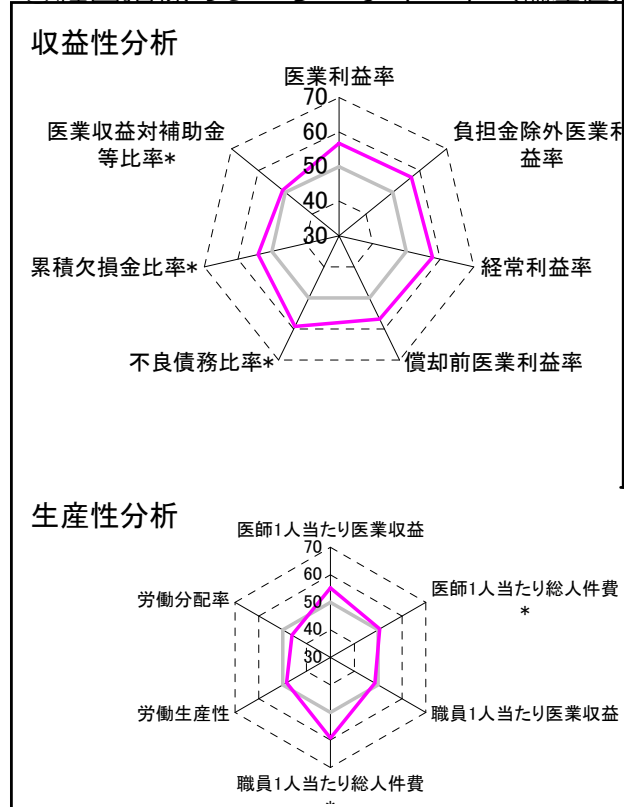 収益性分析
医業利益率
70
60
50
40
30
医業収益対補助金
等比率*
負担金除外医業利
益率
累積欠損金比率*
経常利益率
不良債務比率*
償却前医業利益率
生産性分析
医師1人当たり医業収益
70
60
50
40
30
労働分配率
医師1人当たり総人件費
*
労働生産性
職員1人当たり医業収益
職員1人当たり総人件費
*